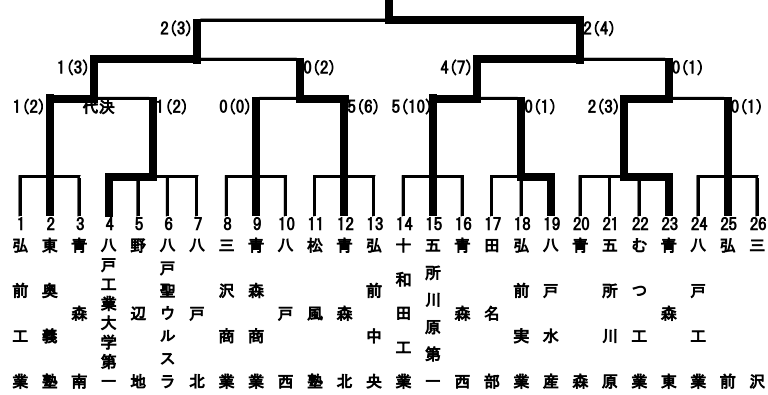 2(3)
2(4)
1(3)
0(2)
4(7)
0(1)
1(2)
代決
1(2)
0(0)
5(6)
5(10)
0(1)
2(3)
0(1)
1 2 3 4 5 6 7 8 9 10 11 12 13 14 15 16 17 18 19 20 21 22 23 24 25 26
弘前工業
東奥義塾
青森南
八戸工業大学第一
野辺地
八戸聖ウルスラ
八戸北
三沢商業
青森商業
八戸西
松風塾
青森北
弘前中央
十和田工業
五所川原第一
青森西
田名部
弘前実業
八戸水産
青森
五所川原
むつ工業
青森東
八戸工業
弘前
三沢